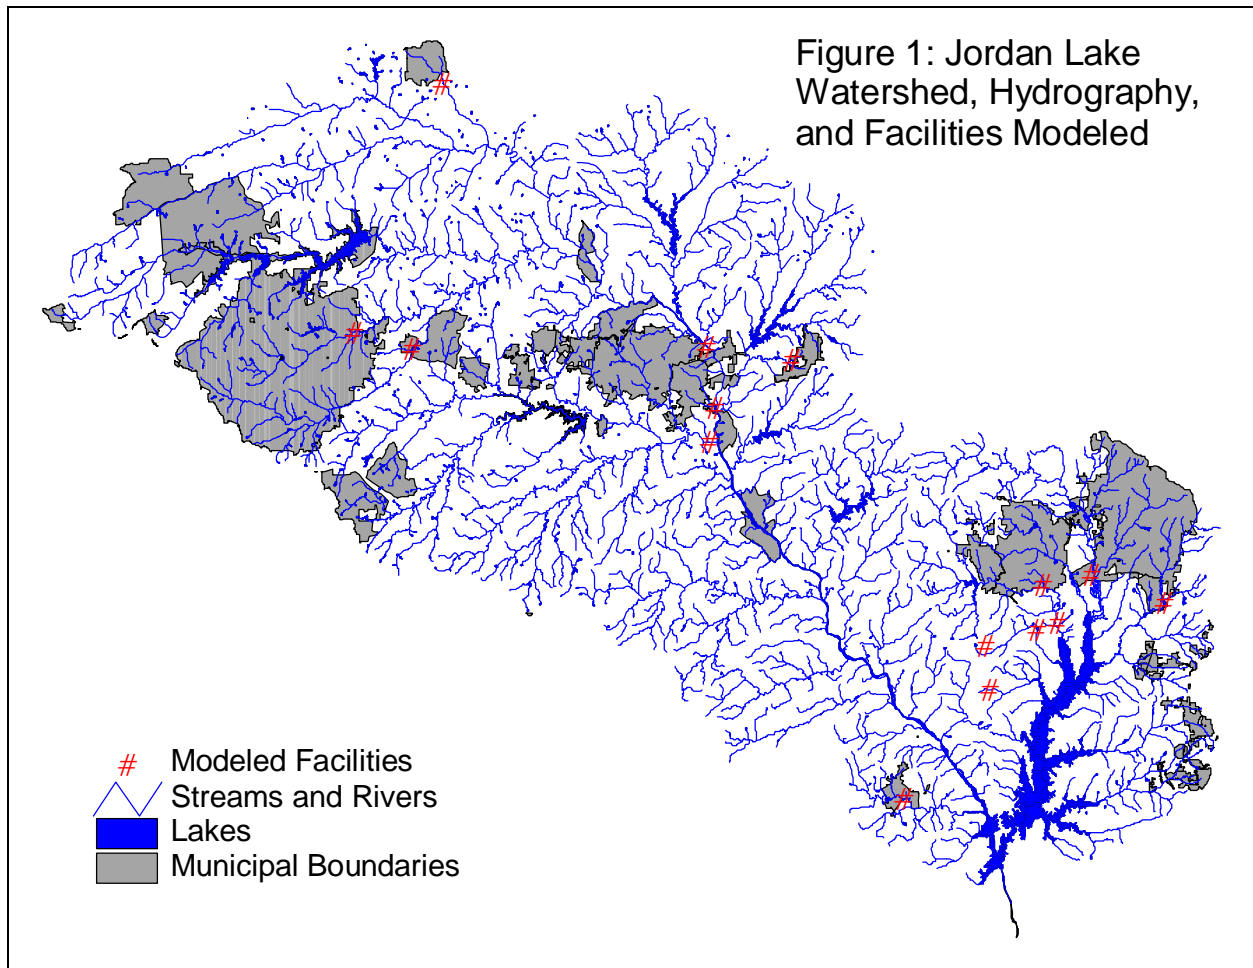 Figure 1: Jordan Lake
Watershed, Hydrography,
and Facilities Modeled
# Modeled Facilities
Streams and Rivers
Lakes
Municipal Boundaries